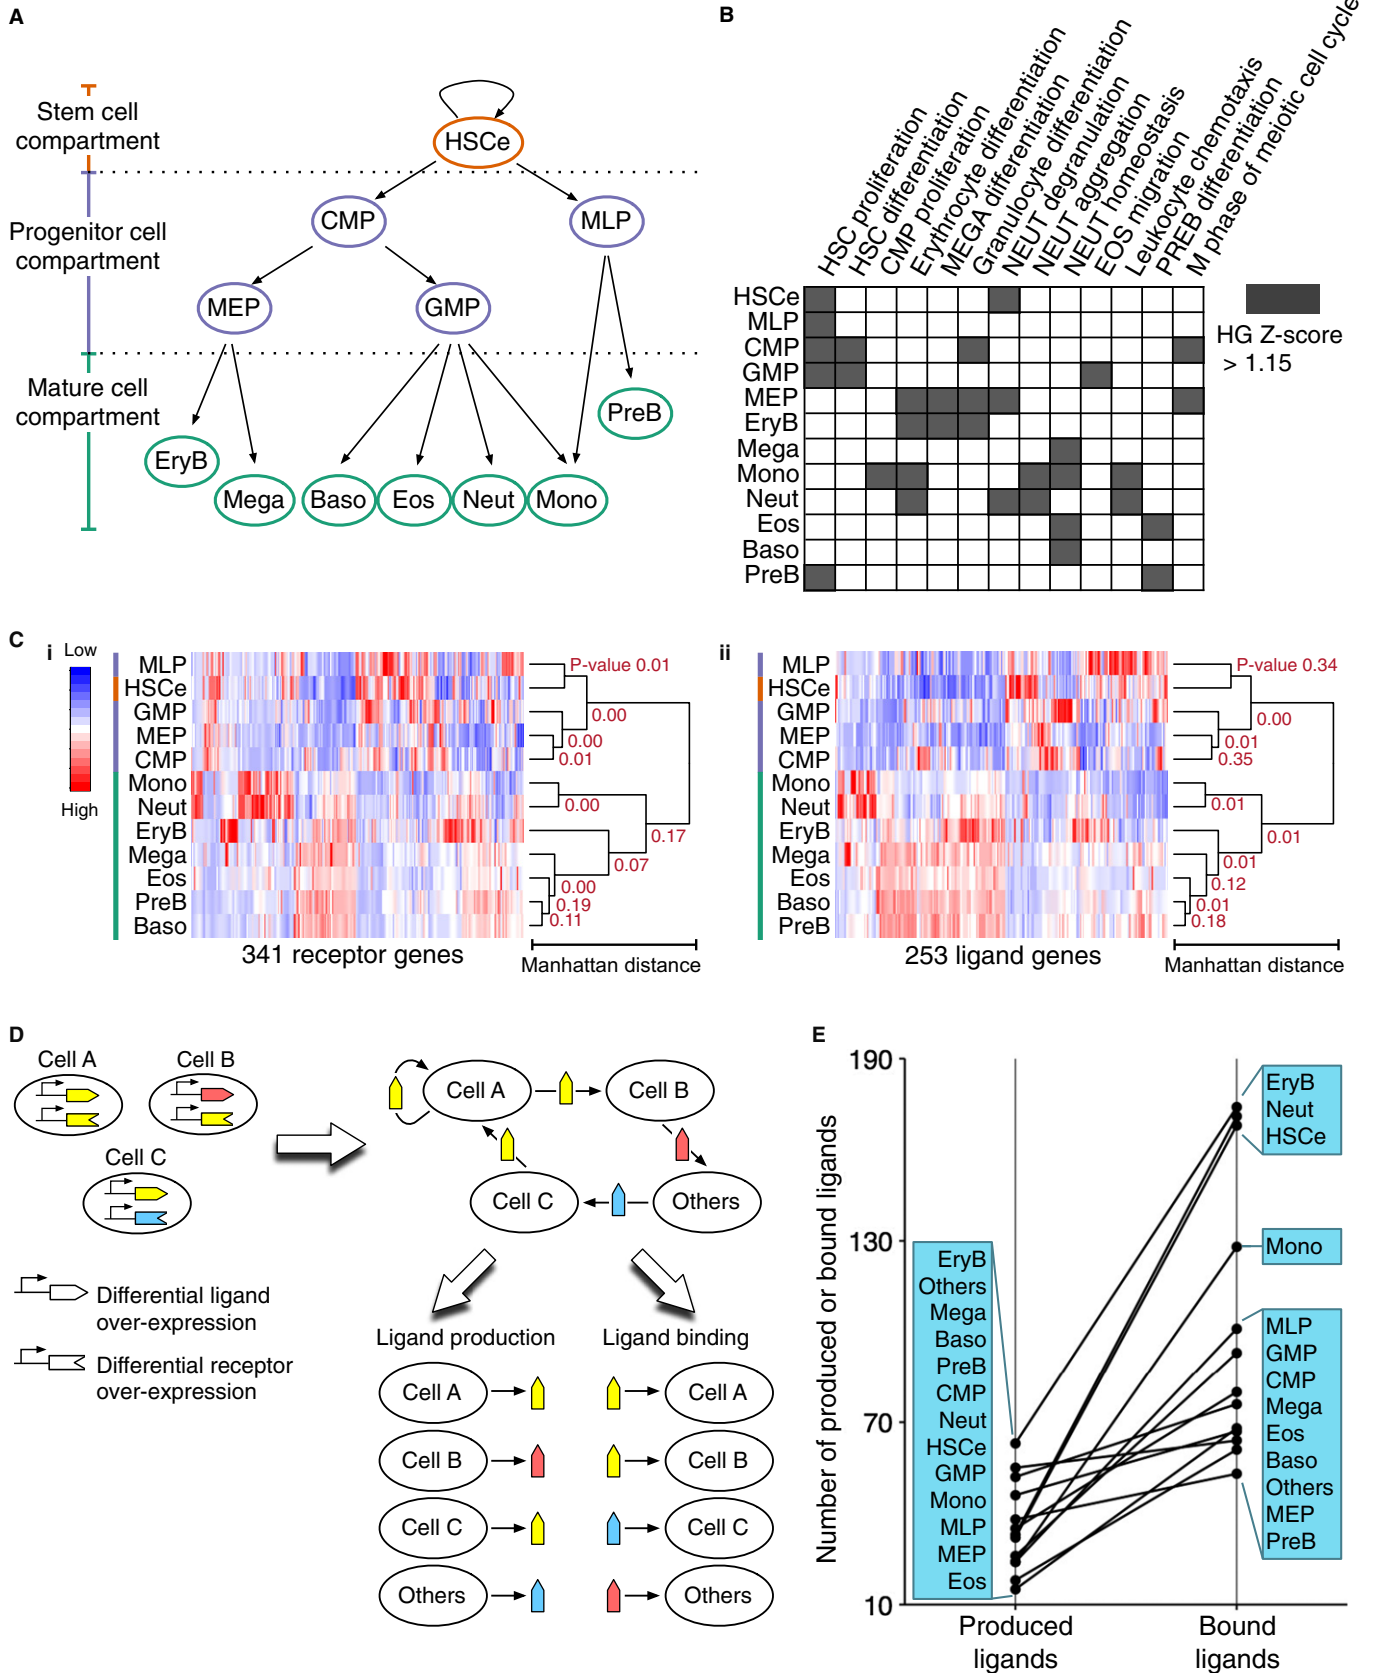 A
Stem cell
compartment
Progenitor cell
compartment
Mature cell
compartment
HSCe
CMP
MLP
MEP
GMP
PreB
EryB
Mega
Baso
Eos
Neut
Mono
B
HSC proliferation
HSC differentiation
CMP proliferation
Erythrocyte differentiation
MEGA differentiation
Granulocyte differentiation
NEUT degranulation
NEUT aggregation
NEUT homeostasis
EOS migration
Leukocyte chemotaxis
PREB differentiation
M phase of meiotic cell cycle
HSCe
MLP
CMP
GMP
MEP
EryB
Mega
Mono
Neut
Eos
Baso
PreB
HG Z-score
> 1.15
C
i
Low
High
MLP
HSCe
GMP
MEP
CMP
Mono
Neut
EryB
Mega
Eos
PreB
Baso
P-value 0.01
0.00
0.00
0.01
0.00
0.17
0.07
0.00
0.19
0.11
341 receptor genes
Manhattan distance
ii
MLP
HSCe
GMP
MEP
CMP
Mono
Neut
EryB
Mega
Eos
Baso
PreB
P-value 0.34
0.00
0.01
0.35
0.01
0.01
0.01
0.12
0.01
0.18
253 ligand genes
Manhattan distance
D
Cell A
Cell B
Cell C
Differential ligand
over-expression
Differential receptor
over-expression
Cell A
Cell B
Cell C
Others
Ligand production
Cell A
Cell B
Cell C
Others
Ligand binding
Cell A
Cell B
Cell C
Others
E
Number of produced or bound ligands
190
130
70
10
EryB
Others
Mega
Baso
PreB
CMP
Neut
HSCe
GMP
Mono
MLP
MEP
Eos
EryB
Neut
HSCe
Mono
MLP
GMP
CMP
Mega
Eos
Baso
Others
MEP
PreB
Produced
ligands
Bound
ligands